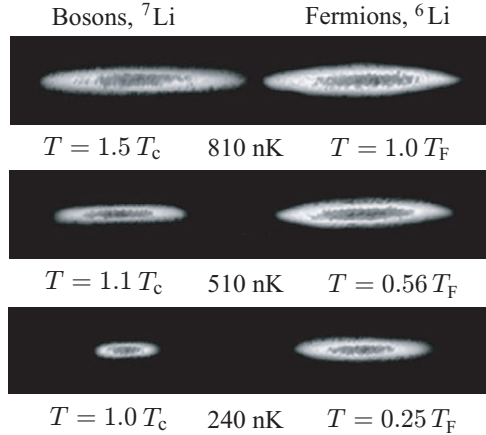 Bosons, ⁷Li Fermions, ⁶Li
T = 1.5 T_c 810 nK T = 1.0 T_F
T = 1.1 T_c 510 nK T = 0.56 T_F
T = 1.0 T_c 240 nK T = 0.25 T_F